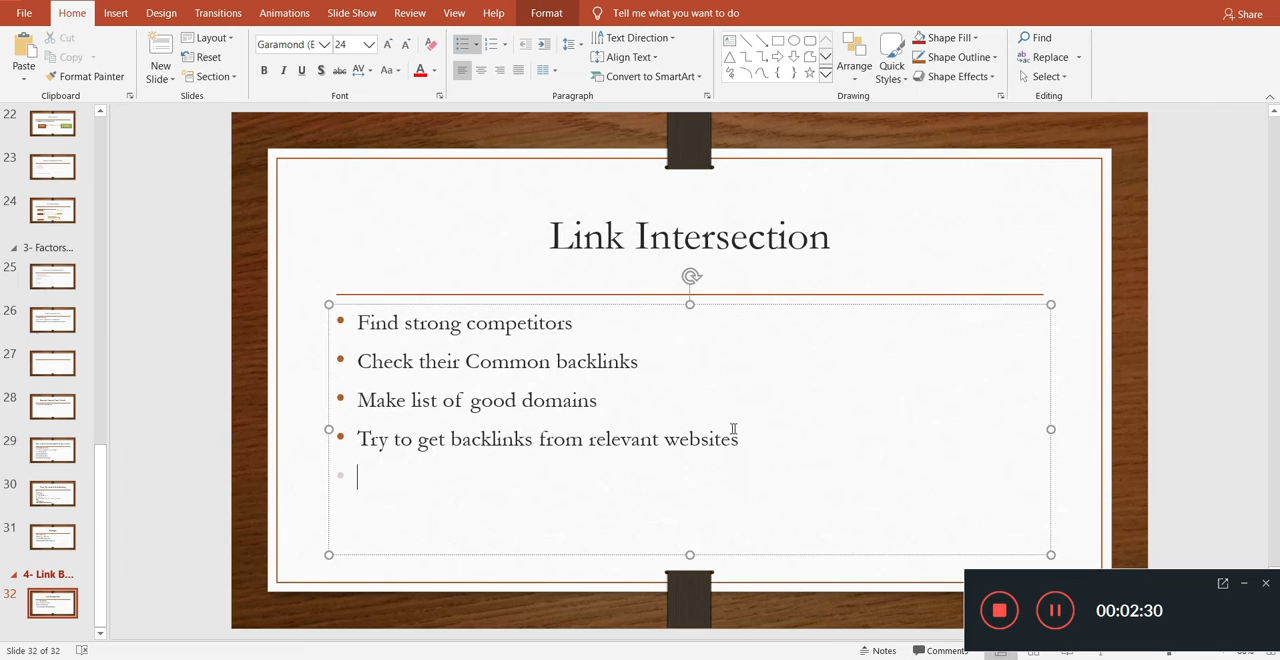 File Home Insert Design Transitions Animations Slide Show Review View Help Format Tell me what you want to do Share
Paste Cut Copy Format Painter
Clipboard
New Slide Layout Reset Section
Slides
Garamond (E 24
B I U S abc AV Aa A
Font
Text Direction Align Text Convert to SmartArt
Paragraph
Arrange Quick Styles Shape Fill Shape Outline Shape Effects
Drawing
Find Replace Select
Editing
22
23
24
3- Factors...
25
26
27
28
29
30
31
4- Link B...
32
Link Intersection
• Find strong competitors
• Check their Common backlinks
• Make list of good domains
• Try to get backlinks from relevant websites
00:02:30
Slide 32 of 32 Notes Comments